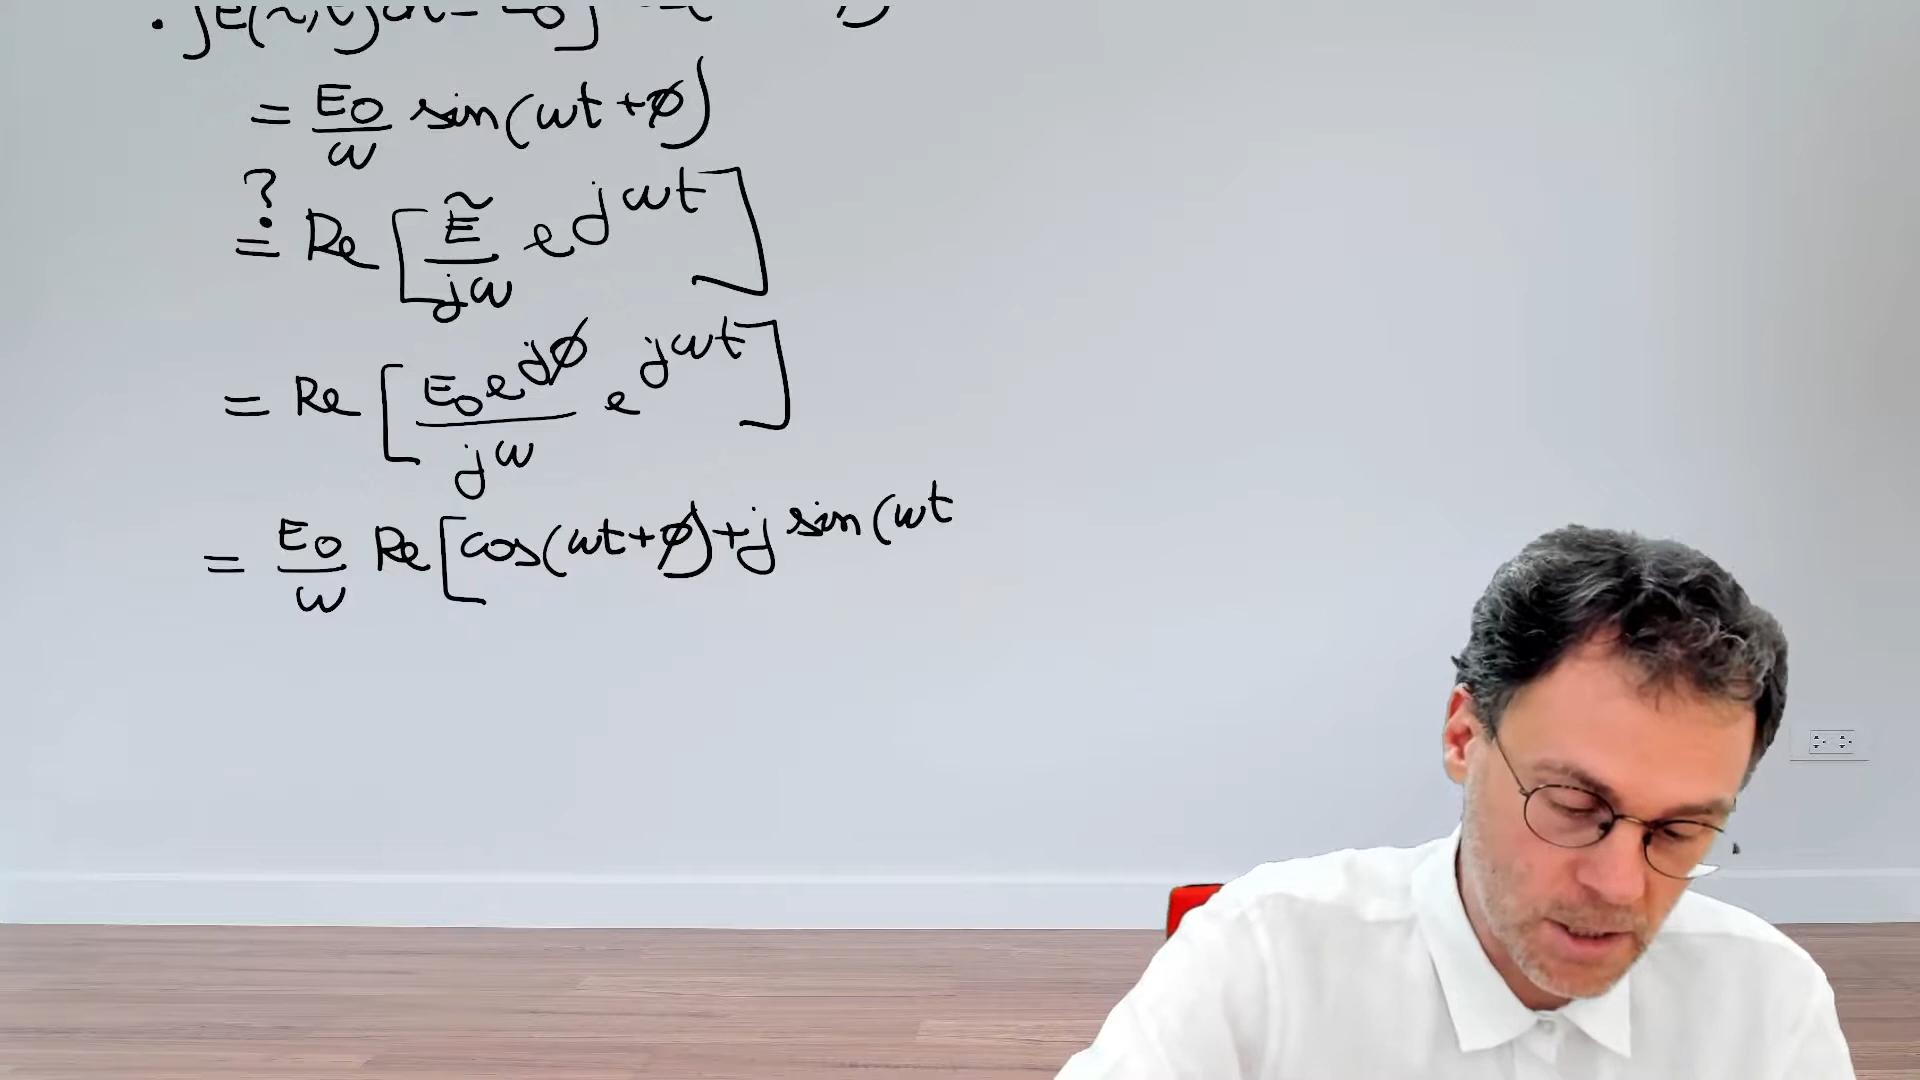 = E₀/ω sin(ωt+ϕ)
?
= Re[Ẽ/jω e^jωt]
= Re[E₀e^jϕ/jω e^jωt]
= E₀/ω Re[cos(ωt+ϕ)+j sin(ωt